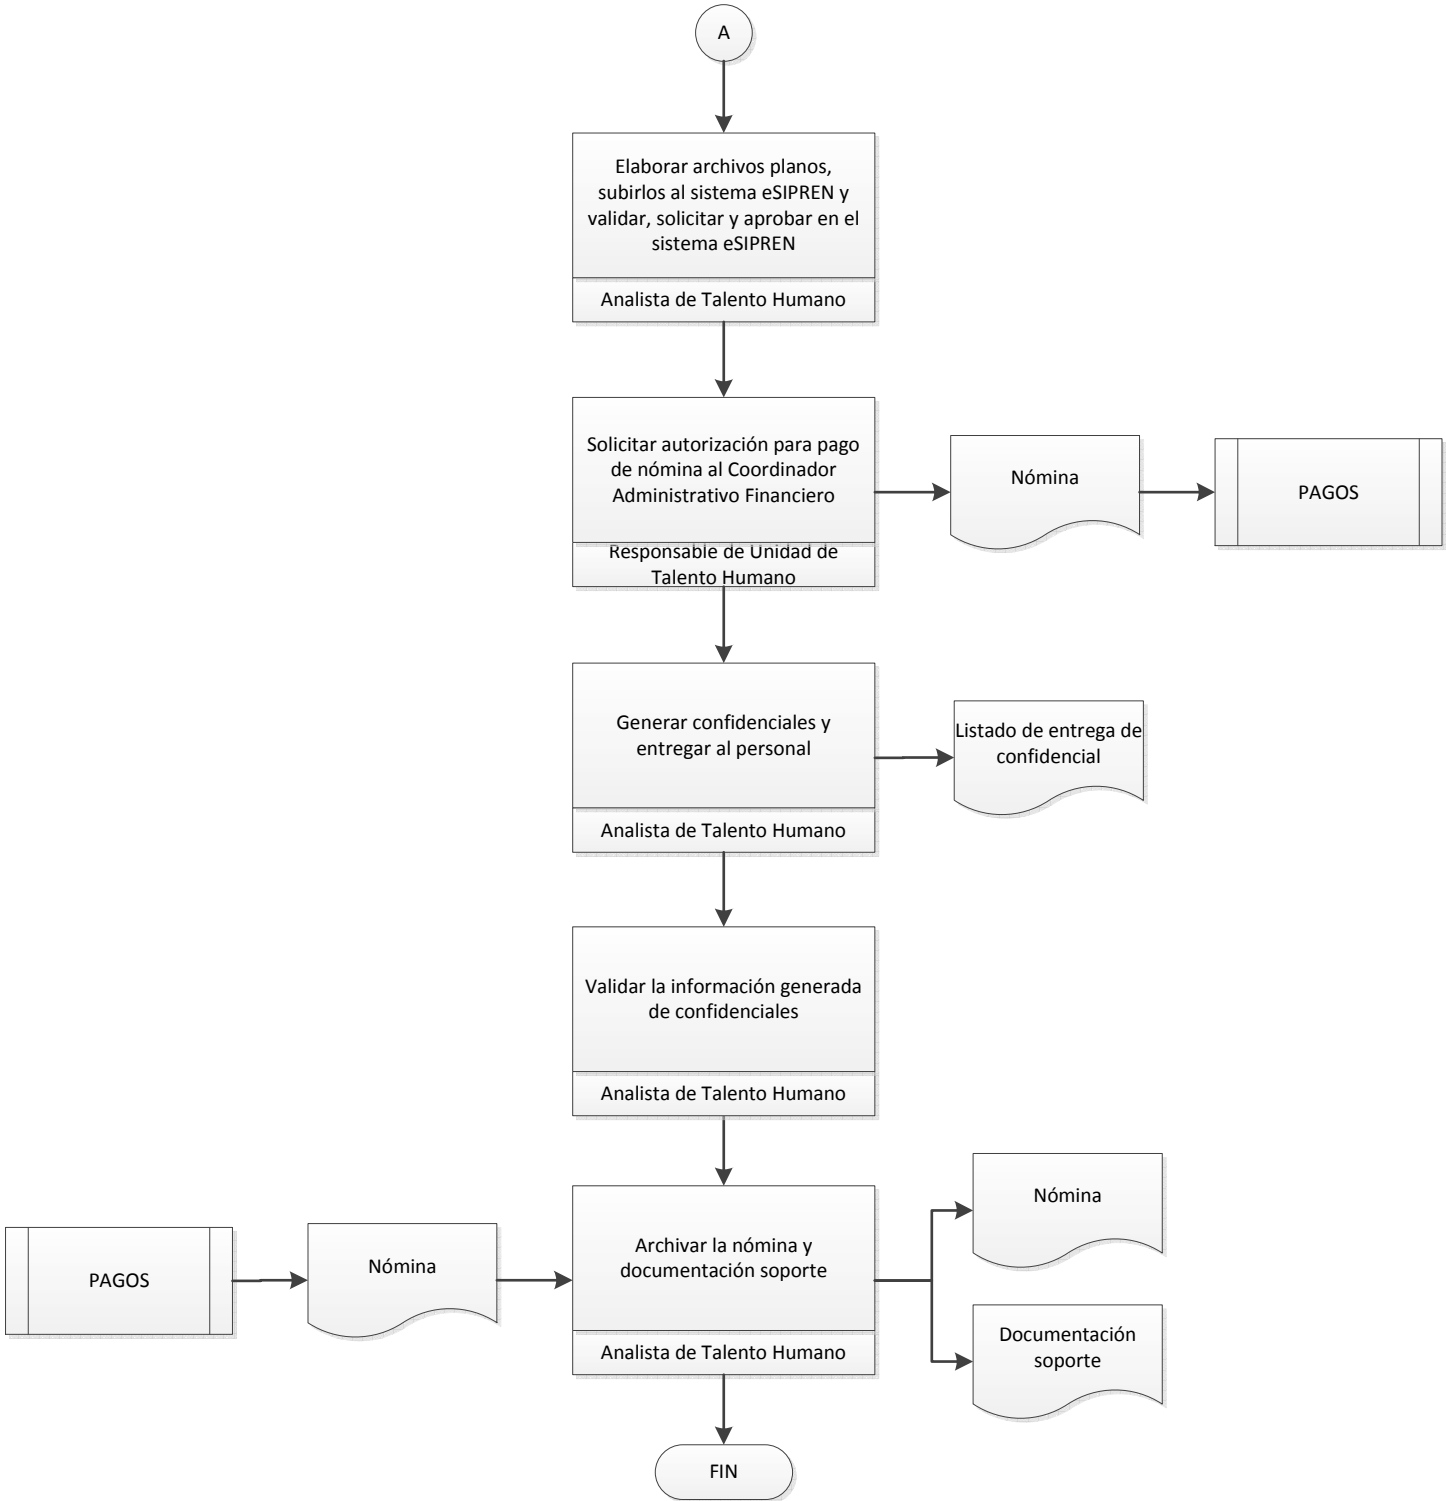 A
Elaborar archivos planos,
subirlos al sistema eSIPREN y
validar, solicitar y aprobar en el
sistema eSIPREN
Analista de Talento Humano
Solicitar autorización para pago
de nómina al Coordinador
Administrativo Financiero
Responsable de Unidad de
Talento Humano
Nómina
PAGOS
Generar confidenciales y
entregar al personal
Analista de Talento Humano
Listado de entrega de
confidencial
Validar la información generada
de confidenciales
Analista de Talento Humano
PAGOS
Nómina
Archivar la nómina y
documentación soporte
Analista de Talento Humano
Nómina
Documentación
soporte
FIN